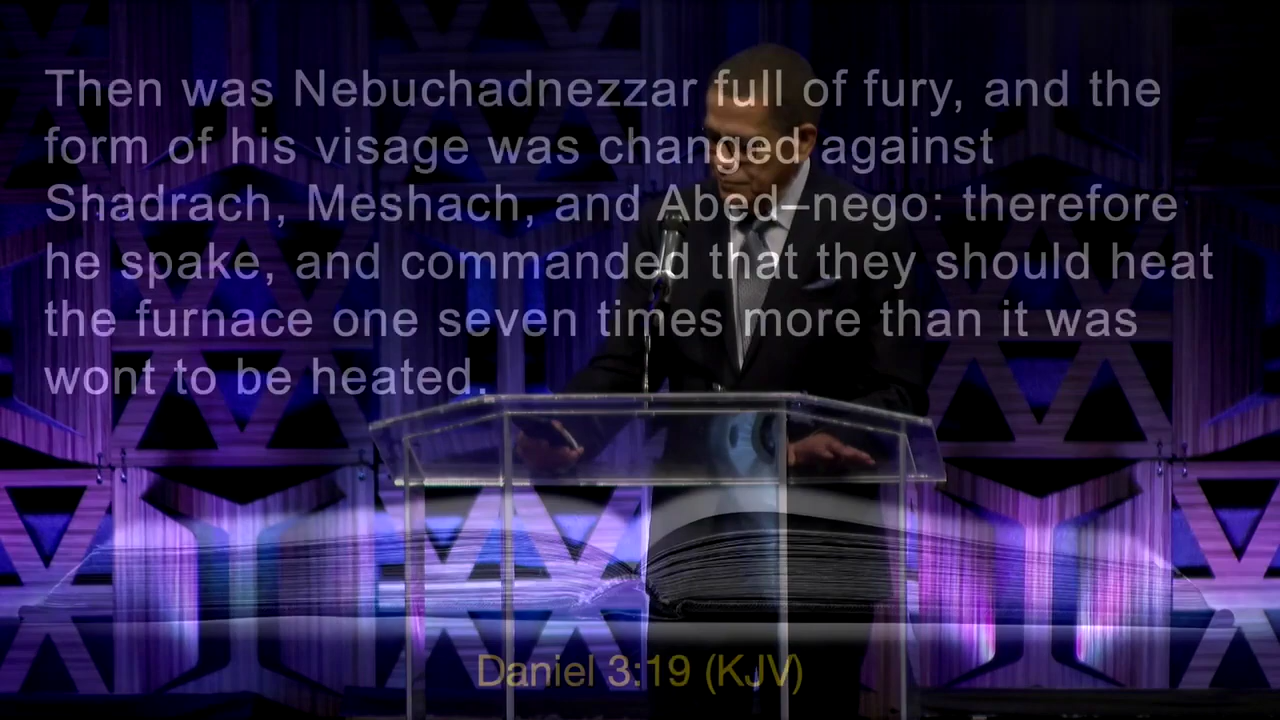 Then was Nebuchadnezzar full of fury, and the
form of his visage was changed against
Shadrach, Meshach, and Abed–nego: therefore
he spake, and commanded that they should heat
the furnace one seven times more than it was
wont to be heated.
Daniel 3:19 (KJV)